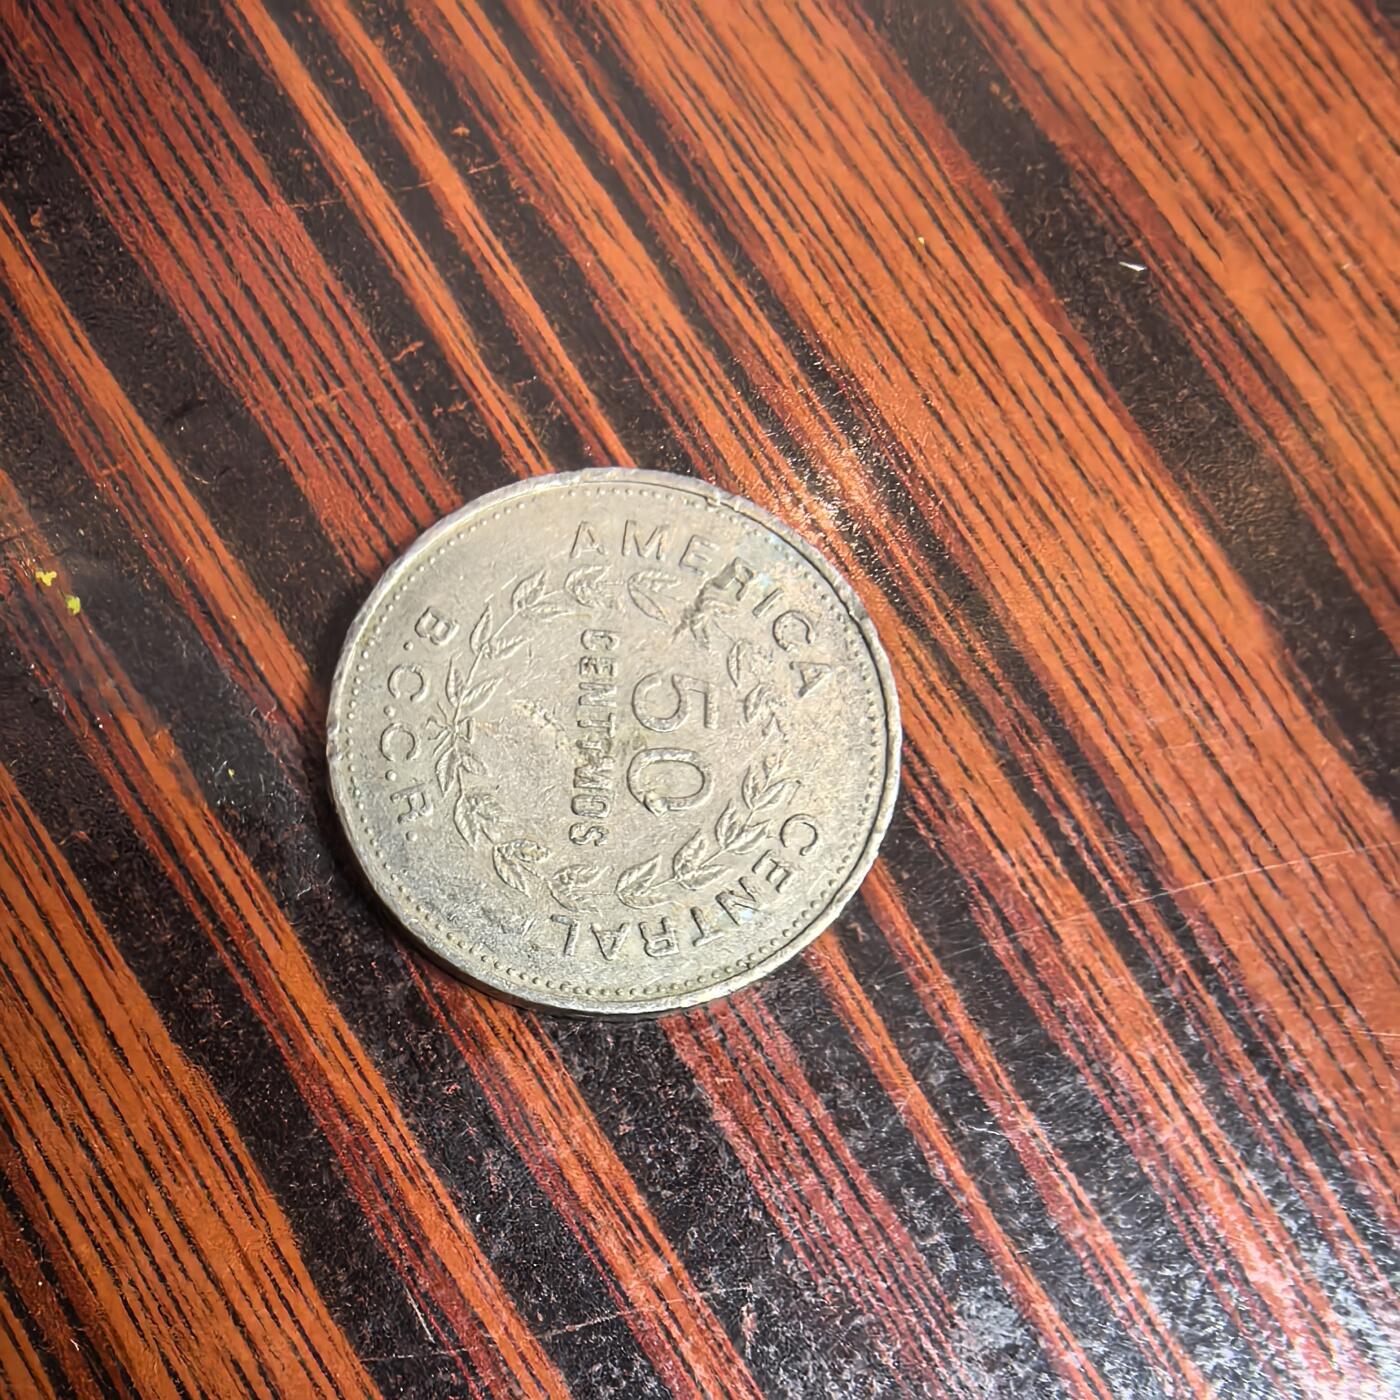 AMERICA CENTRAL
50
CENTIMOS
B.C.C.R.